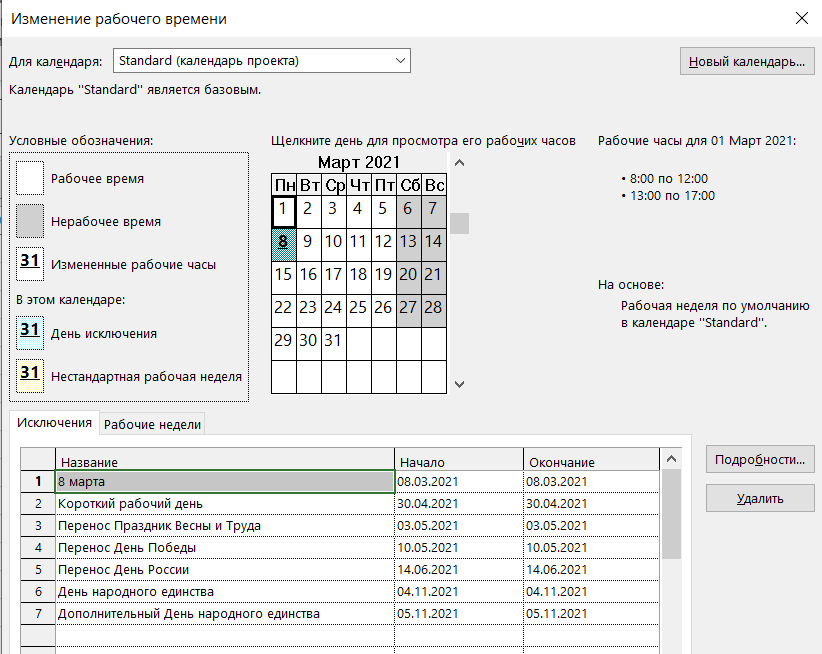 Изменение рабочего времени
Для календаря: Standard (календарь проекта) Новый календарь...
Календарь "Standard" является базовым.
Условные обозначения:
Рабочее время
Нерабочее время
31 Измененные рабочие часы
В этом календаре:
31 День исключения
31 Нестандартная рабочая неделя
Щелкните день для просмотра его рабочих часов
Март 2021
Пн Вт Ср Чт Пт Сб Вс
1 2 3 4 5 6 7
8 9 10 11 12 13 14
15 16 17 18 19 20 21
22 23 24 25 26 27 28
29 30 31
Рабочие часы для 01 Март 2021:
• 8:00 по 12:00
• 13:00 по 17:00
На основе:
Рабочая неделя по умолчанию
в календаре "Standard".
Исключения Рабочие недели
Название Начало Окончание
1 8 марта 08.03.2021 08.03.2021
2 Короткий рабочий день 30.04.2021 30.04.2021
3 Перенос Праздник Весны и Труда 03.05.2021 03.05.2021
4 Перенос День Победы 10.05.2021 10.05.2021
5 Перенос День России 14.06.2021 14.06.2021
6 День народного единства 04.11.2021 04.11.2021
7 Дополнительный День народного единства 05.11.2021 05.11.2021
Подробности...
Удалить